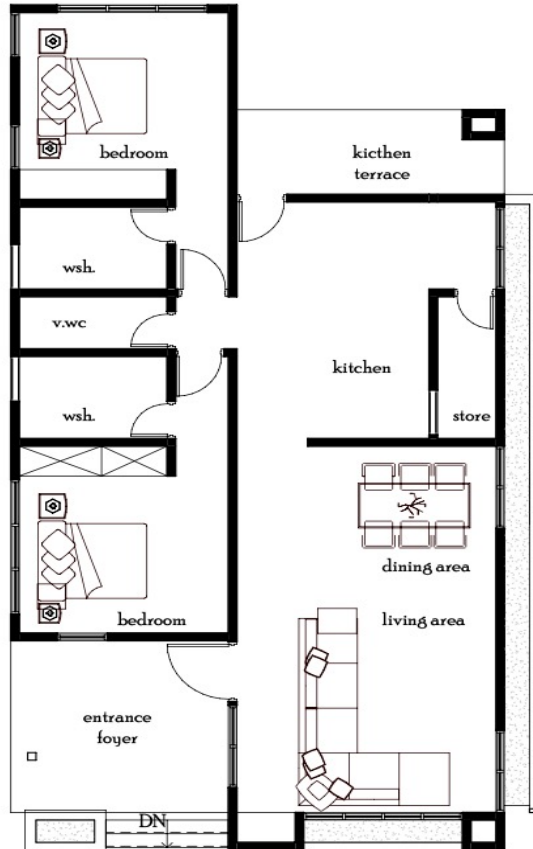 bedroom
kicthen
terrace
wsh.
v.wc
kitchen
wsh.
store
dining area
bedroom
living area
entrance
foyer
DN